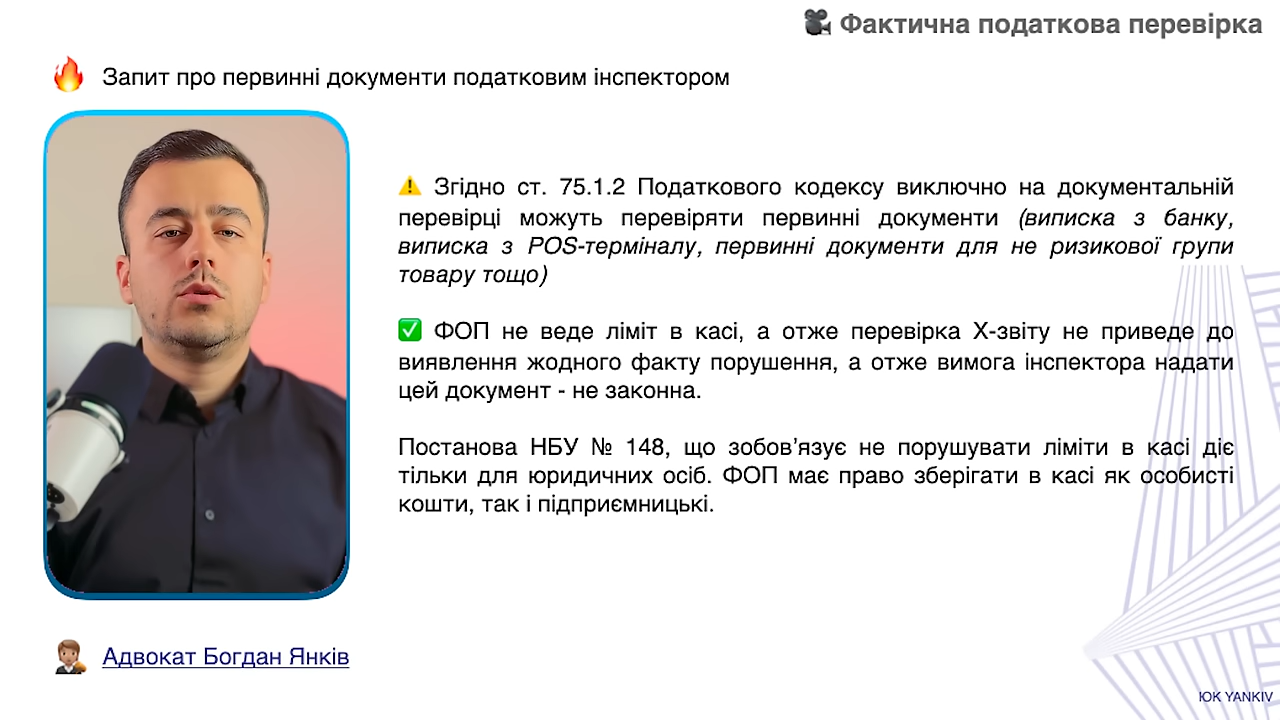 Фактична податкова перевірка
Запит про первинні документи податковим інспектором
Згідно ст. 75.1.2 Податкового кодексу виключно на документальній
перевірці можуть перевіряти первинні документи (виписка з банку,
виписка з POS-терміналу, первинні документи для не ризикової групи
товару тощо)
ФОП не веде ліміт в касі, а отже перевірка Х-звіту не приведе до
виявлення жодного факту порушення, а отже вимога інспектора надати
цей документ - не законна.
Постанова НБУ № 148, що зобов’язує не порушувати ліміти в касі діє
тільки для юридичних осіб. ФОП має право зберігати в касі як особисті
кошти, так і підприємницькі.
Адвокат Богдан Янків
ЮК YANKIV